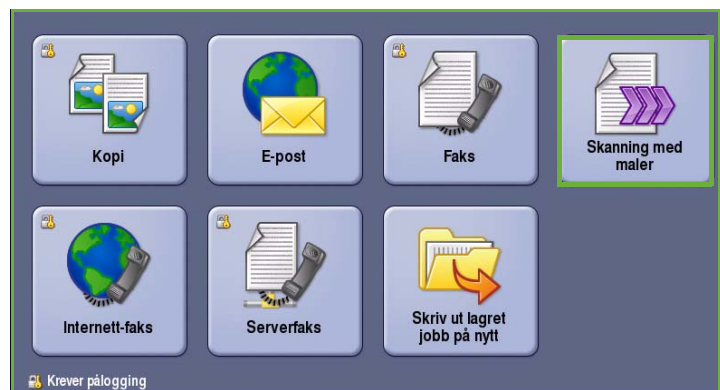 Kopi
E-post
Faks
Skanning med
maler
Internett-faks
Serverfaks
Skriv ut lagret
jobb på nytt
Krever pålogging